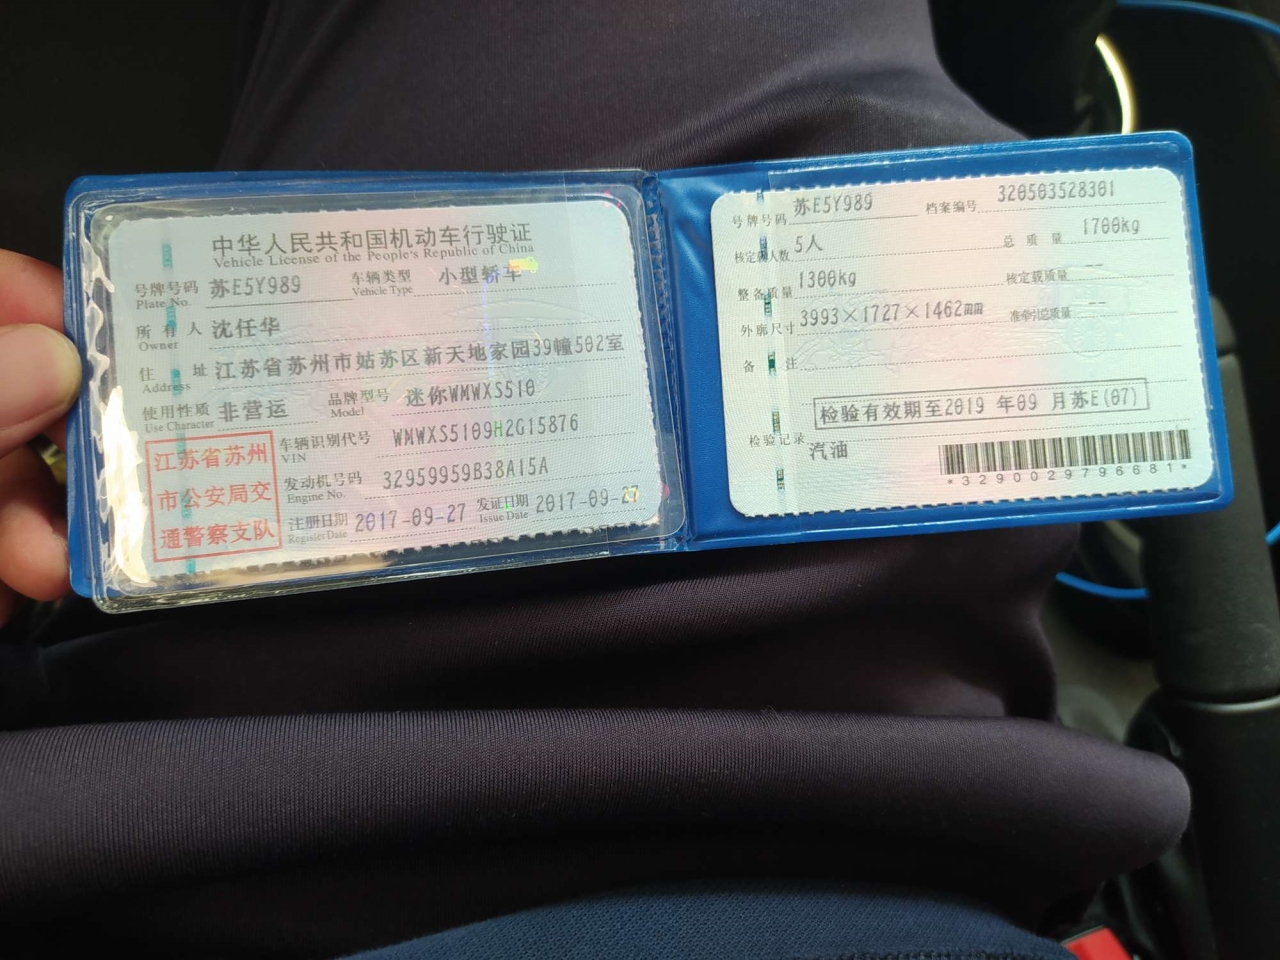 中华人民共和国机动车行驶证
Vehicle License of the People's Republic of China
号牌号码 苏E5Y989 车辆类型 小型轿车
Plate No. Vehicle Type
所有人 沈任华
Owner
住址 江苏省苏州市姑苏区新天地家园39幢502室
Address
使用性质 非营运 品牌型号 迷你WMWXS510
Use Character Model
江苏省苏州
市公安局交
通警察支队
车辆识别代号 WMWXS5109H2G15876
VIN
发动机号码 32959959B38A15A
Engine No.
注册日期 2017-09-27 发证日期 2017-09-27
Register Date Issue Date
号牌号码 苏E5Y989 档案编号 320503528301
核定载人数 5人 总质量 1700kg
整备质量 1300kg 核定载质量 --
外廓尺寸 3993×1727×1462mm 准牵引总质量 --
备注
检验有效期至2019 年09 月苏E(07)
检验记录
汽油
*3290029796681*